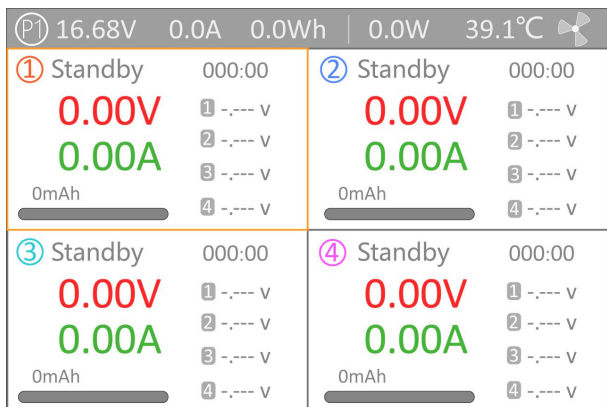 P1 16.68V 0.0A 0.0Wh 0.0W 39.1℃
1 Standby 000:00
0.00V
0.00A
0mAh
1 -.--- v
2 -.--- v
3 -.--- v
4 -.--- v
2 Standby 000:00
0.00V
0.00A
0mAh
1 -.--- v
2 -.--- v
3 -.--- v
4 -.--- v
3 Standby 000:00
0.00V
0.00A
0mAh
1 -.--- v
2 -.--- v
3 -.--- v
4 -.--- v
4 Standby 000:00
0.00V
0.00A
0mAh
1 -.--- v
2 -.--- v
3 -.--- v
4 -.--- v